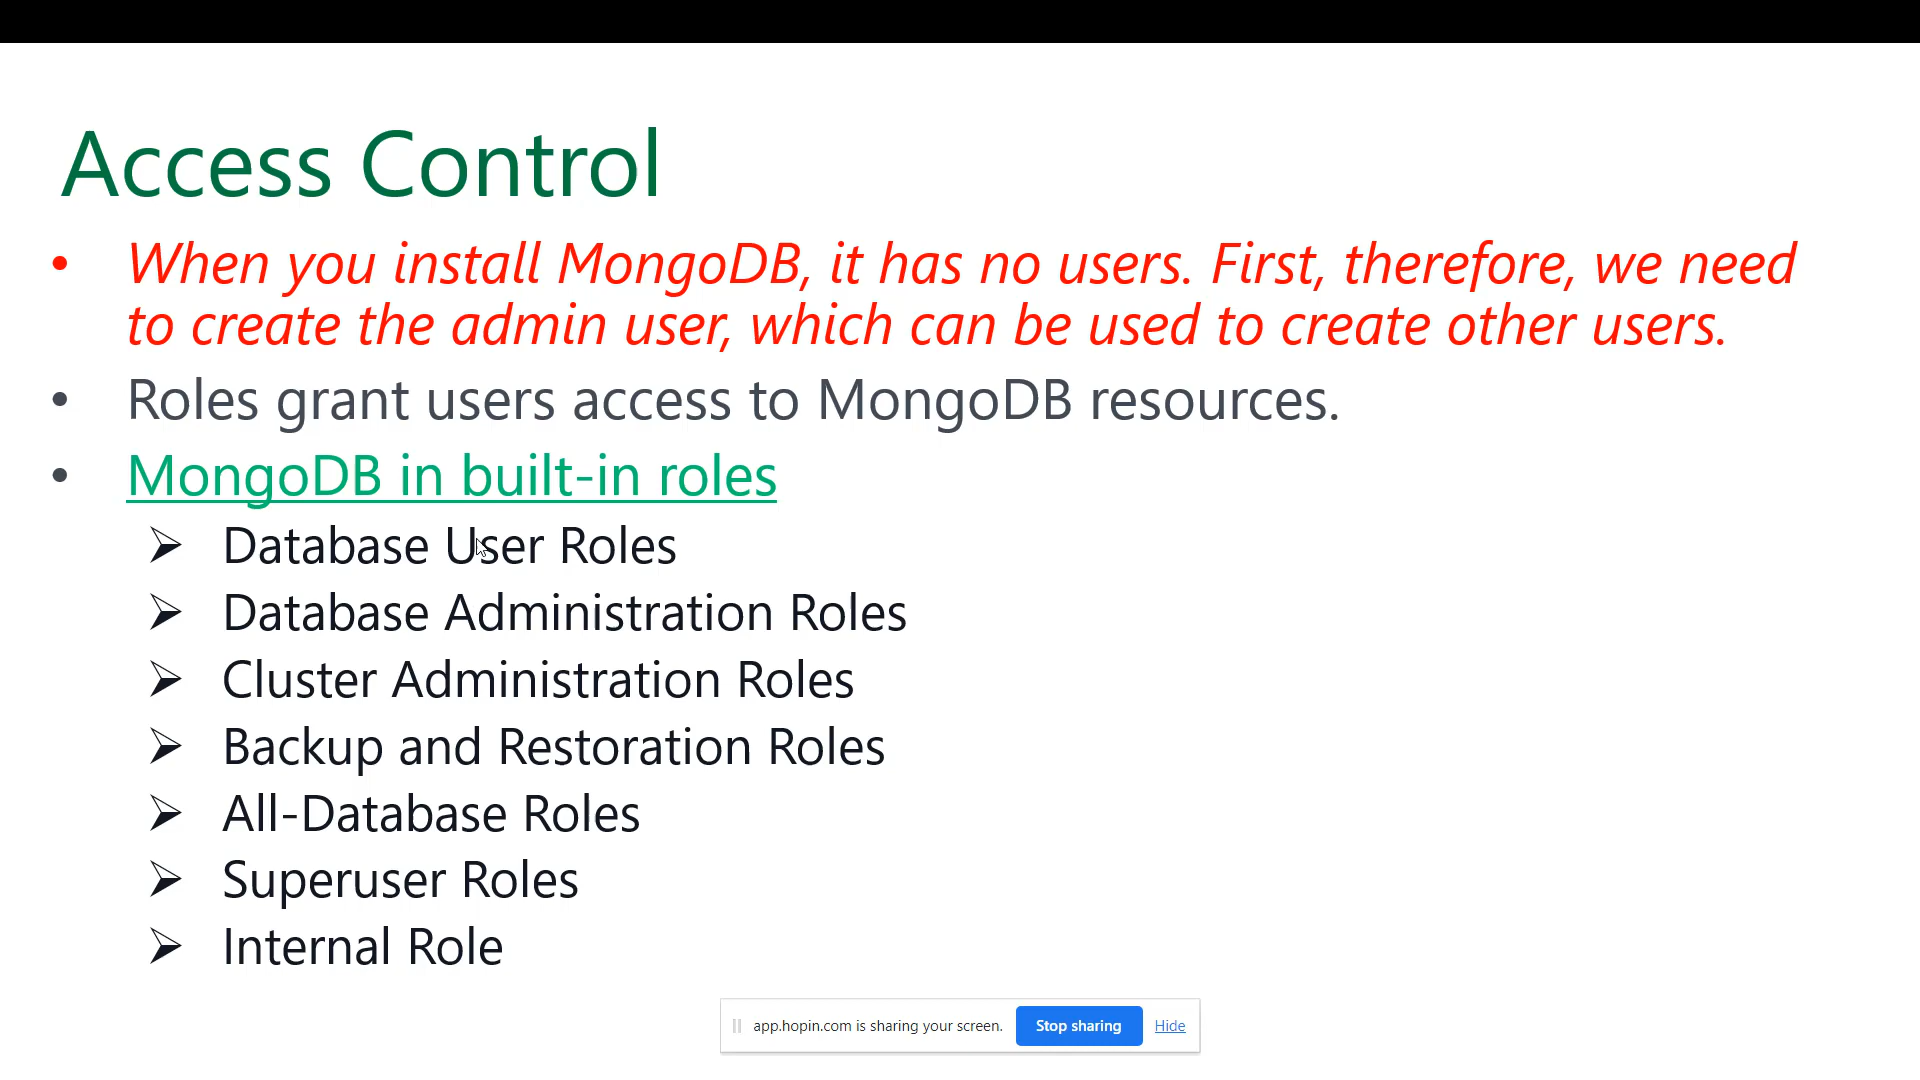 Access Control
• When you install MongoDB, it has no users. First, therefore, we need
to create the admin user, which can be used to create other users.
• Roles grant users access to MongoDB resources.
• MongoDB in built-in roles
➢ Database User Roles
➢ Database Administration Roles
➢ Cluster Administration Roles
➢ Backup and Restoration Roles
➢ All-Database Roles
➢ Superuser Roles
➢ Internal Role
app.hopin.com is sharing your screen. Stop sharing Hide